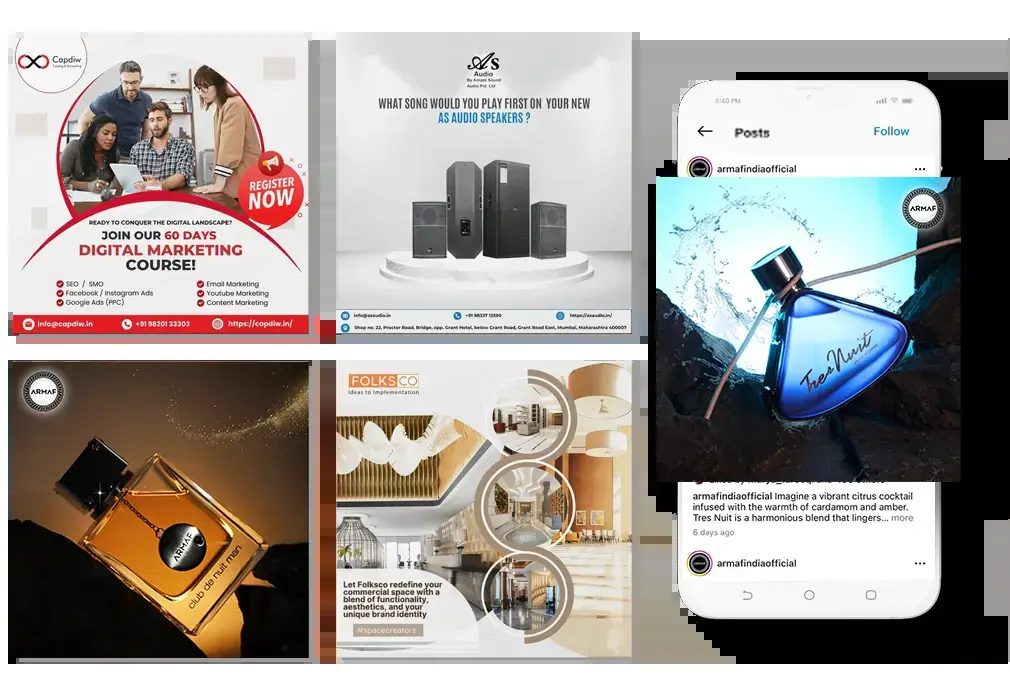 Capdiw
Training & Consulting
REGISTER
NOW
READY TO CONQUER THE DIGITAL LANDSCAPE?
JOIN OUR 60 DAYS
DIGITAL MARKETING
COURSE!
SEO / SMO
Facebook / Instagram Ads
Google Ads (PPC)
Email Marketing
Youtube Marketing
Content Marketing
info@capdiw.in
+91 98201 33303
https://capdiw.in/
As
Audio
By Amaze Sound
Audio Pvt. Ltd
WHAT SONG WOULD YOU PLAY FIRST ON YOUR NEW
AS AUDIO SPEAKERS ?
info@asaudio.in
+91 98337 12590
https://asaudio.in/
Shop no. 22, Proctor Road, Bridge, opp. Grant Hotel, below Grant Road, Grant Road East, Mumbai, Maharashtra 400007
ARMAF
ARMAF
club de nuit man
FOLKSCO
Ideas to Implementation
Let Folksco redefine your
commercial space with a
blend of functionality,
aesthetics, and your
unique brand identity
#spacecreators
6:40 PM
Posts
Follow
armafindiaofficial
ARMAF
Tres Nuit
armafindiaofficial Imagine a vibrant citrus cocktail
infused with the warmth of cardamom and amber.
Tres Nuit is a harmonious blend that lingers... more
6 days ago
armafindiaofficial